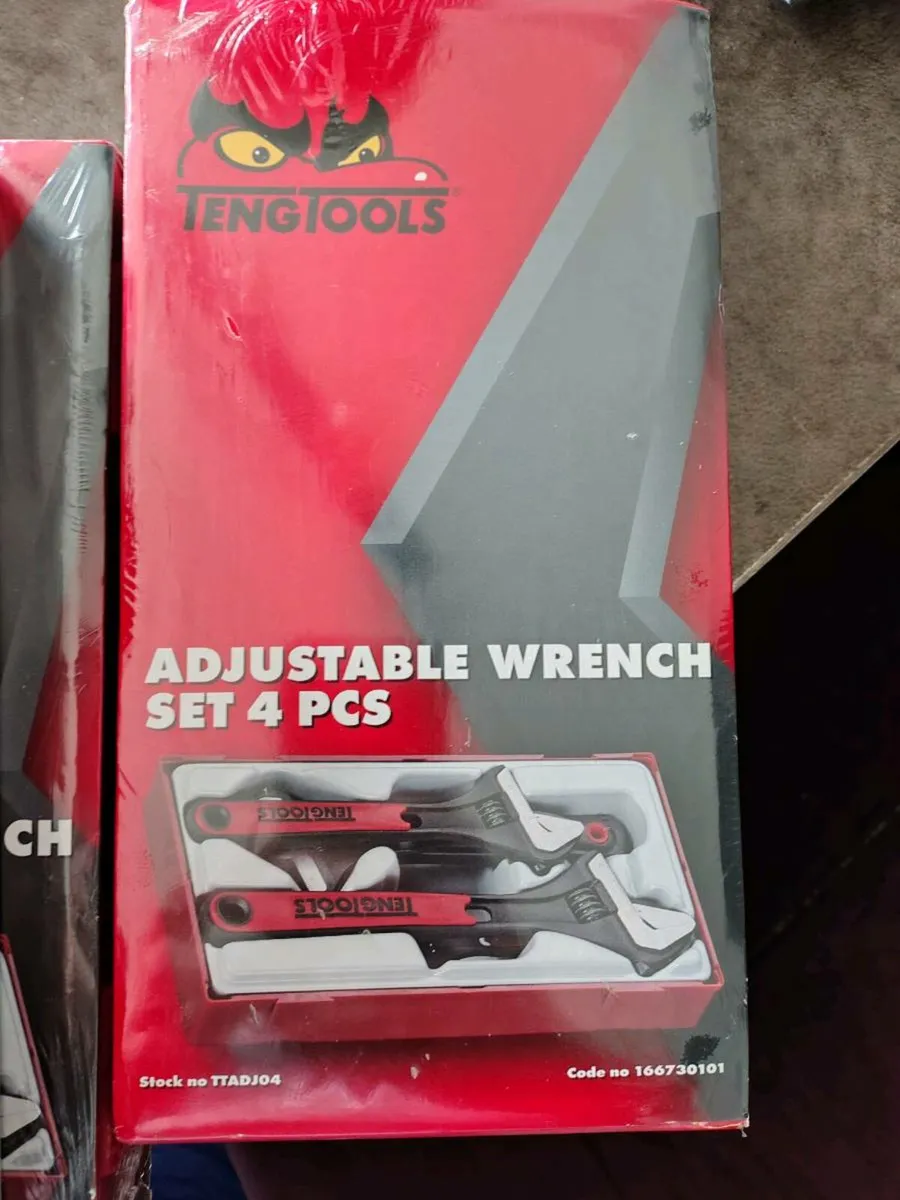 TENGTOOLS
ADJUSTABLE WRENCH
SET 4 PCS
CH
TENGTOOLS
TENGTOOLS
Stock no TTADJ04
Code no 166730101